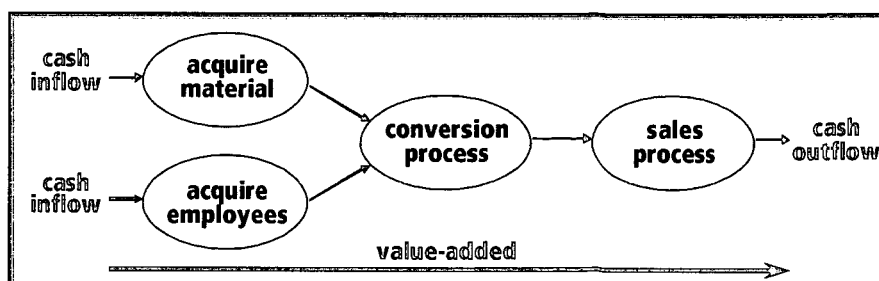 cash
inflow
acquire
material
conversion
process
sales
process
cash
outflow
cash
inflow
acquire
employees
value-added